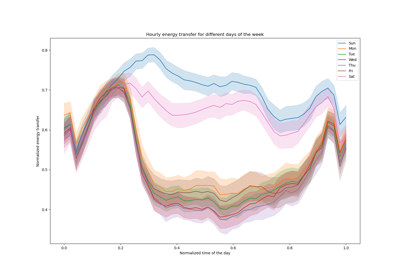 Hourly energy transfer for different days of the week
Sun
Mon
Tue
Wed
Thu
Fri
Sat
Normalized energy transfer
0.8
0.7
0.6
0.5
0.4
0.0
0.2
0.4
0.6
0.8
1.0
Normalized time of the day